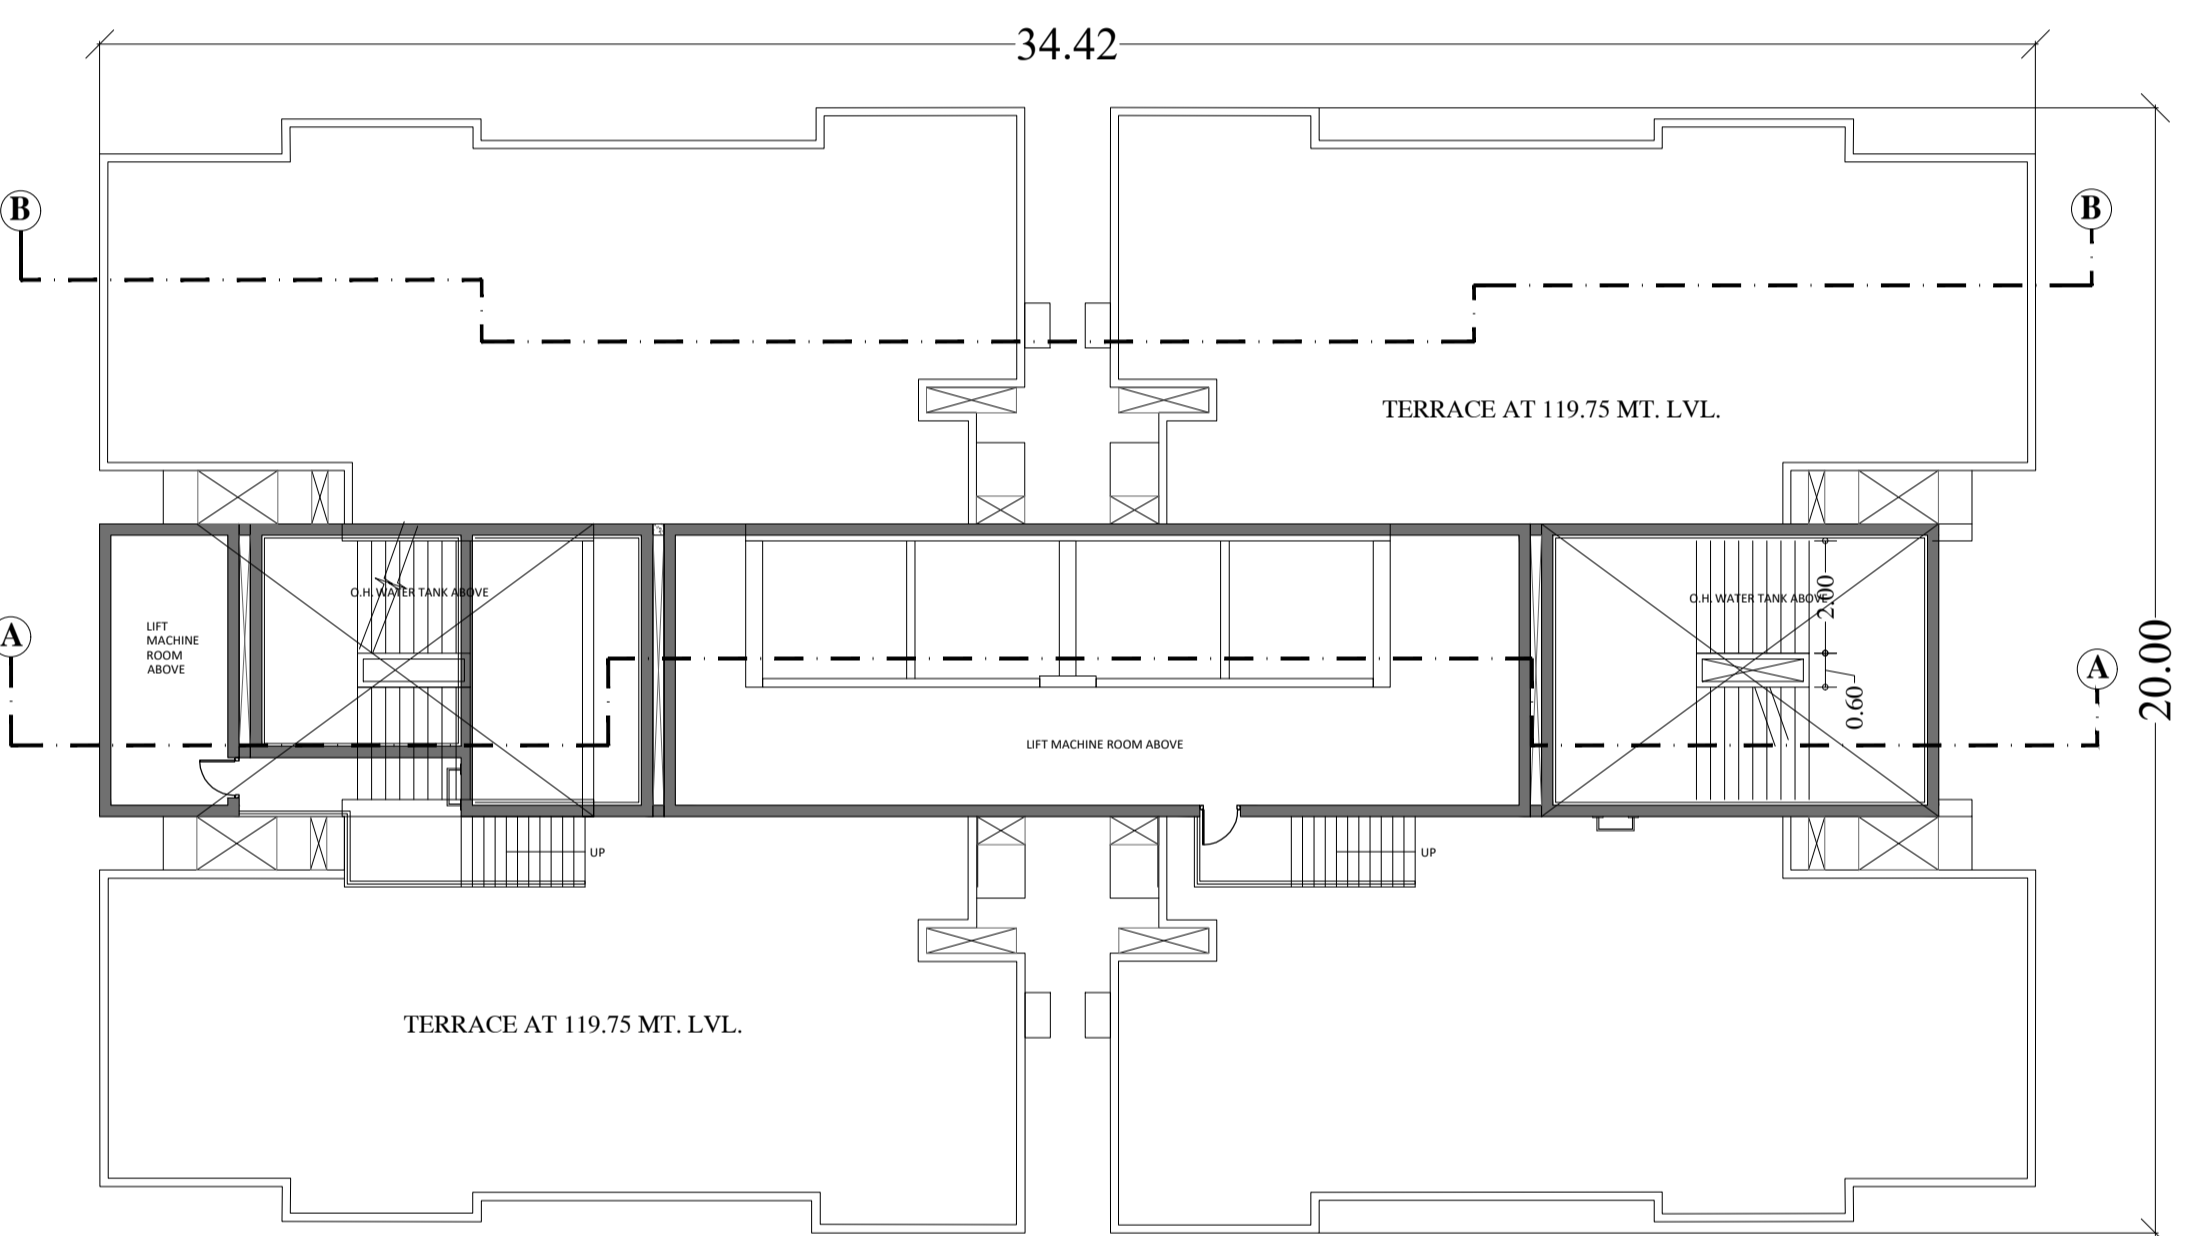 34.42
B
B
TERRACE AT 119.75 MT. LVL.
O.H. WATER TANK ABOVE
O.H. WATER TANK ABOVE
2.00
LIFT
MACHINE
ROOM
ABOVE
A
A
20.00
0.60
LIFT MACHINE ROOM ABOVE
UP
UP
TERRACE AT 119.75 MT. LVL.